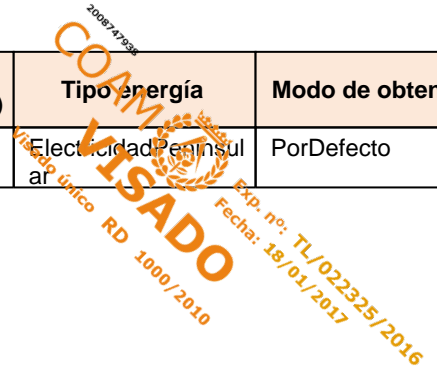 2008747935
COAM
VISADO
Visado único RD 1000/2010
Exp. nº: TL/022325/2016
Fecha: 18/01/2017
)
Tipo energía
Modo de obten
ElectricidadPeninsul
ar
PorDefecto